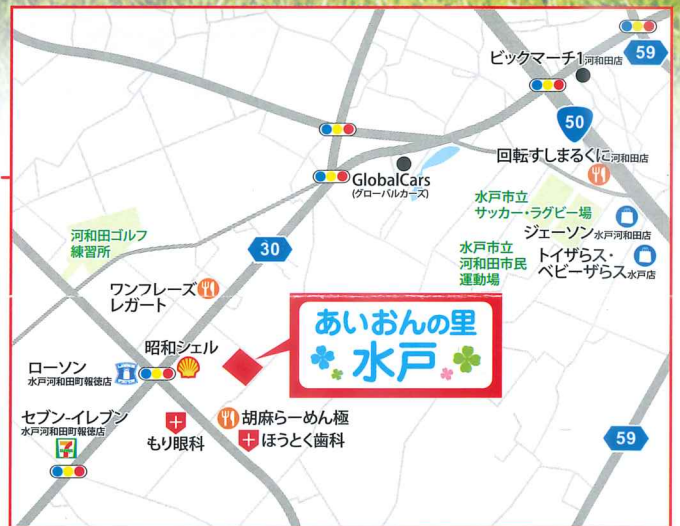 ビックマーチ1河和田店
59
50
回転すしまるくに河和田店
GlobalCars
(グローバルカーズ)
水戸市立
サッカー・ラグビー場
ジェーソン水戸河和田店
河和田ゴルフ
練習所
水戸市立
河和田市民
運動場
トイザらス・
ベビーザらス水戸店
30
ワンフレーズ
レガート
あいおんの里
水戸
昭和シェル
ローソン
水戸河和田町報徳店
セブン-イレブン
水戸河和田町報徳店
7
もり眼科
胡麻らーめん極
ほうとく歯科
59